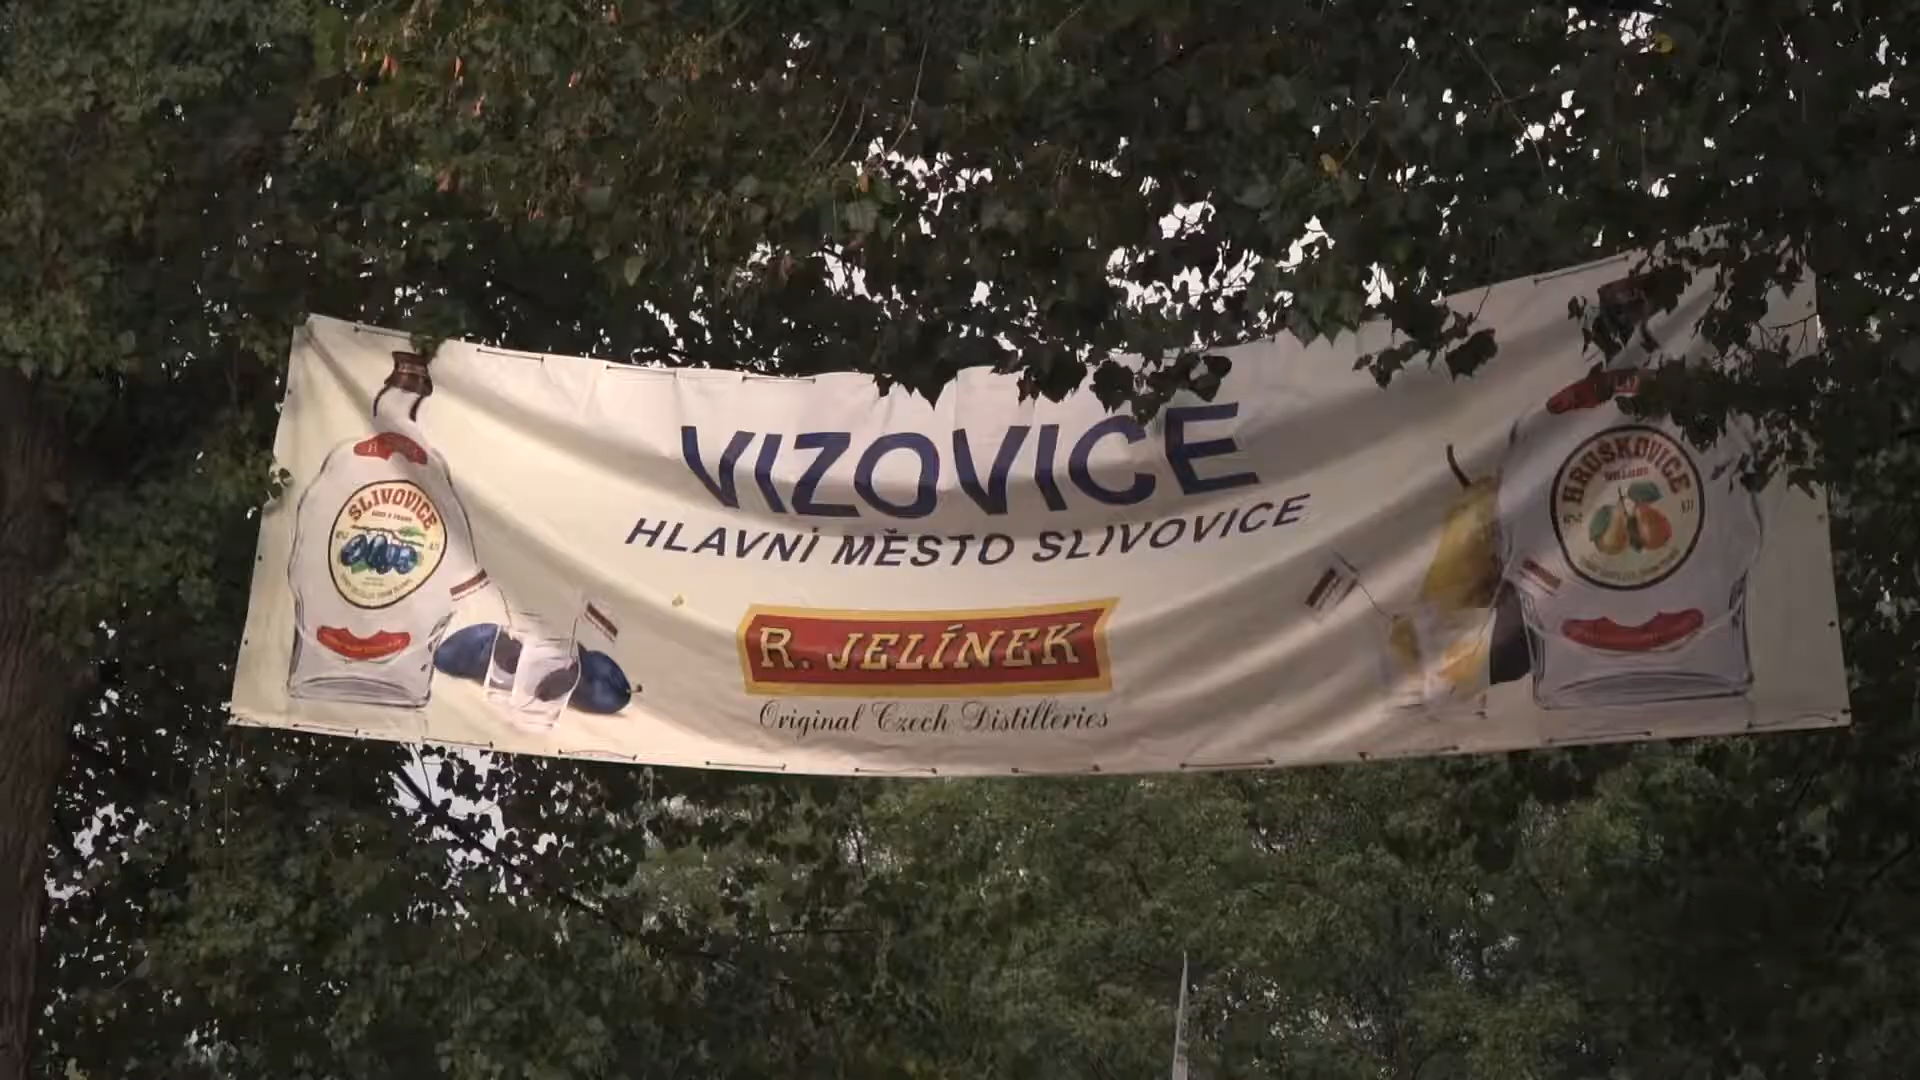 VIZOVICE
HLAVNÍ MĚSTO SLIVOVICE
R. JELÍNEK
Original Czech Distilleries
SLIVOVICE
HRUŠKOVICE